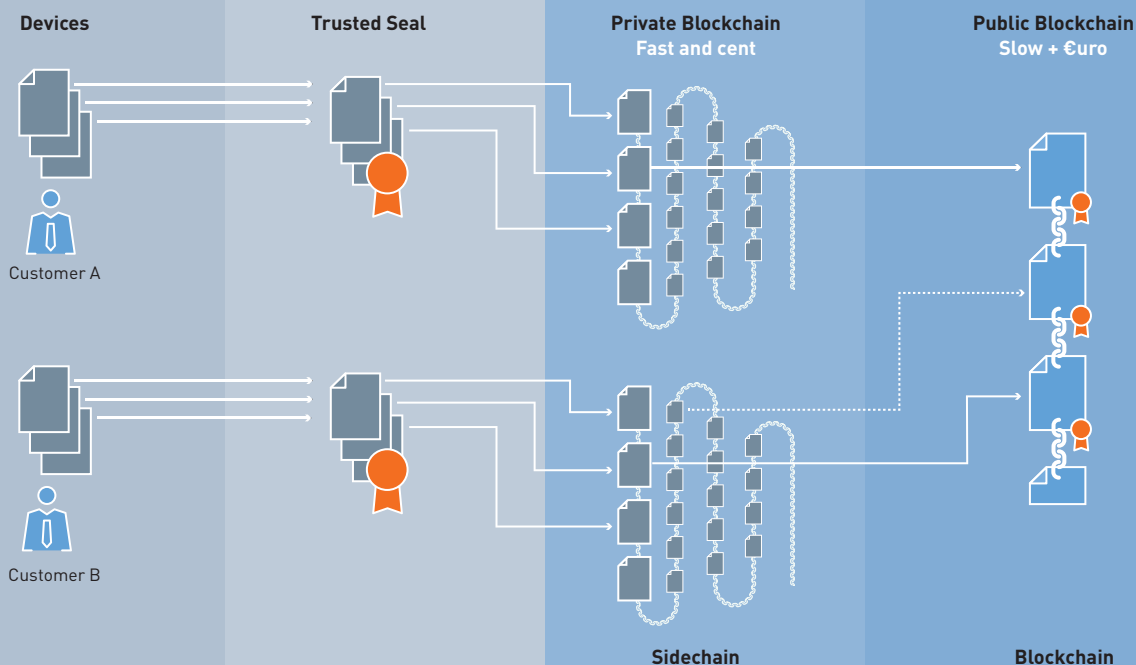 Devices
Trusted Seal
Private Blockchain
Fast and cent
Public Blockchain
Slow + €uro
Customer A
Customer B
Sidechain
Blockchain